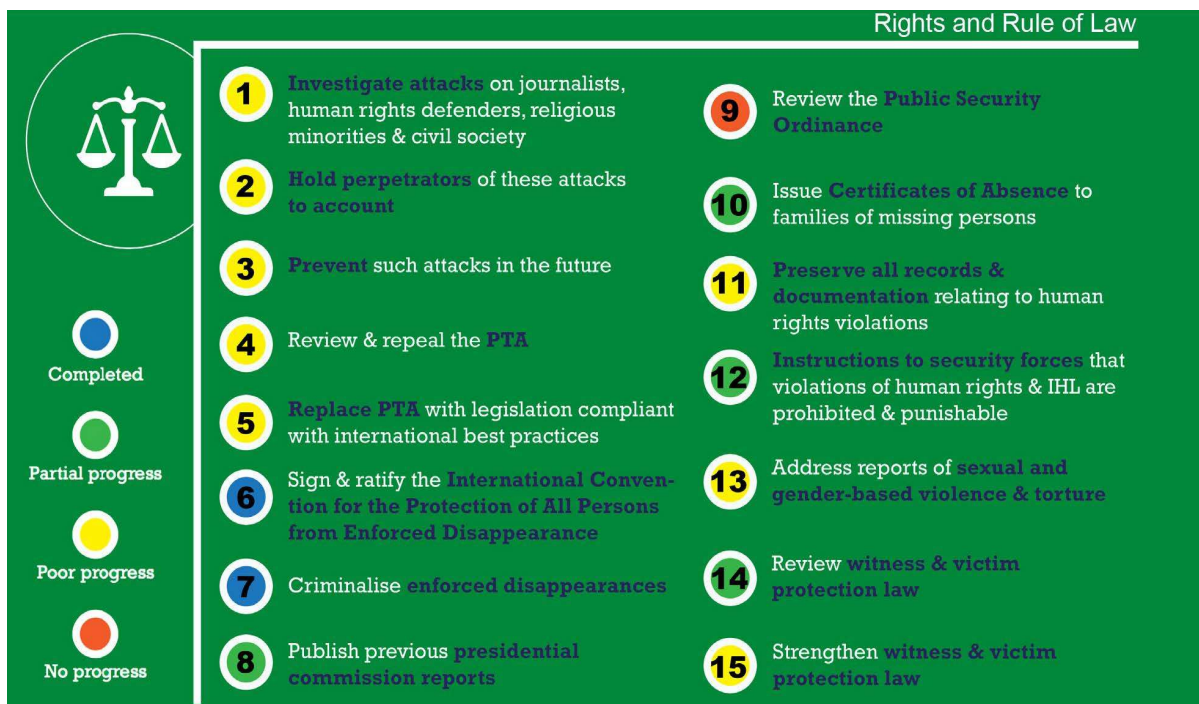 Rights and Rule of Law
1
Investigate attacks on journalists,
human rights defenders, religious
minorities & civil society
2
Hold perpetrators of these attacks
to account
3
Prevent such attacks in the future
4
Review & repeal the PTA
5
Replace PTA with legislation compliant
with international best practices
6
Sign & ratify the International Conven-
tion for the Protection of All Persons
from Enforced Disappearance
7
Criminalise enforced disappearances
8
Publish previous presidential
commission reports
9
Review the Public Security
Ordinance
10
Issue Certificates of Absence to
families of missing persons
11
Preserve all records &
documentation relating to human
rights violations
12
Instructions to security forces that
violations of human rights & IHL are
prohibited & punishable
13
Address reports of sexual and
gender-based violence & torture
14
Review witness & victim
protection law
15
Strengthen witness & victim
protection law
Completed
Partial progress
Poor progress
No progress